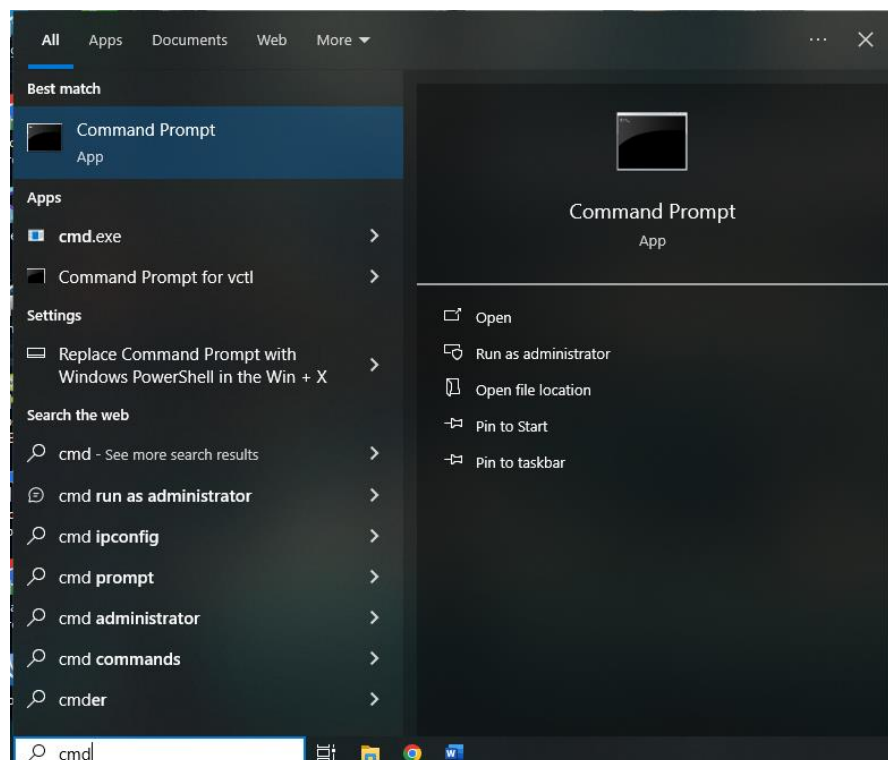 All Apps Documents Web More
Best match
Command Prompt
App
Apps
cmd.exe
Command Prompt for vctl
Settings
Replace Command Prompt with
Windows PowerShell in the Win + X
Search the web
cmd - See more search results
cmd run as administrator
cmd ipconfig
cmd prompt
cmd administrator
cmd commands
cmder
cmd
Command Prompt
App
Open
Run as administrator
Open file location
Pin to Start
Pin to taskbar